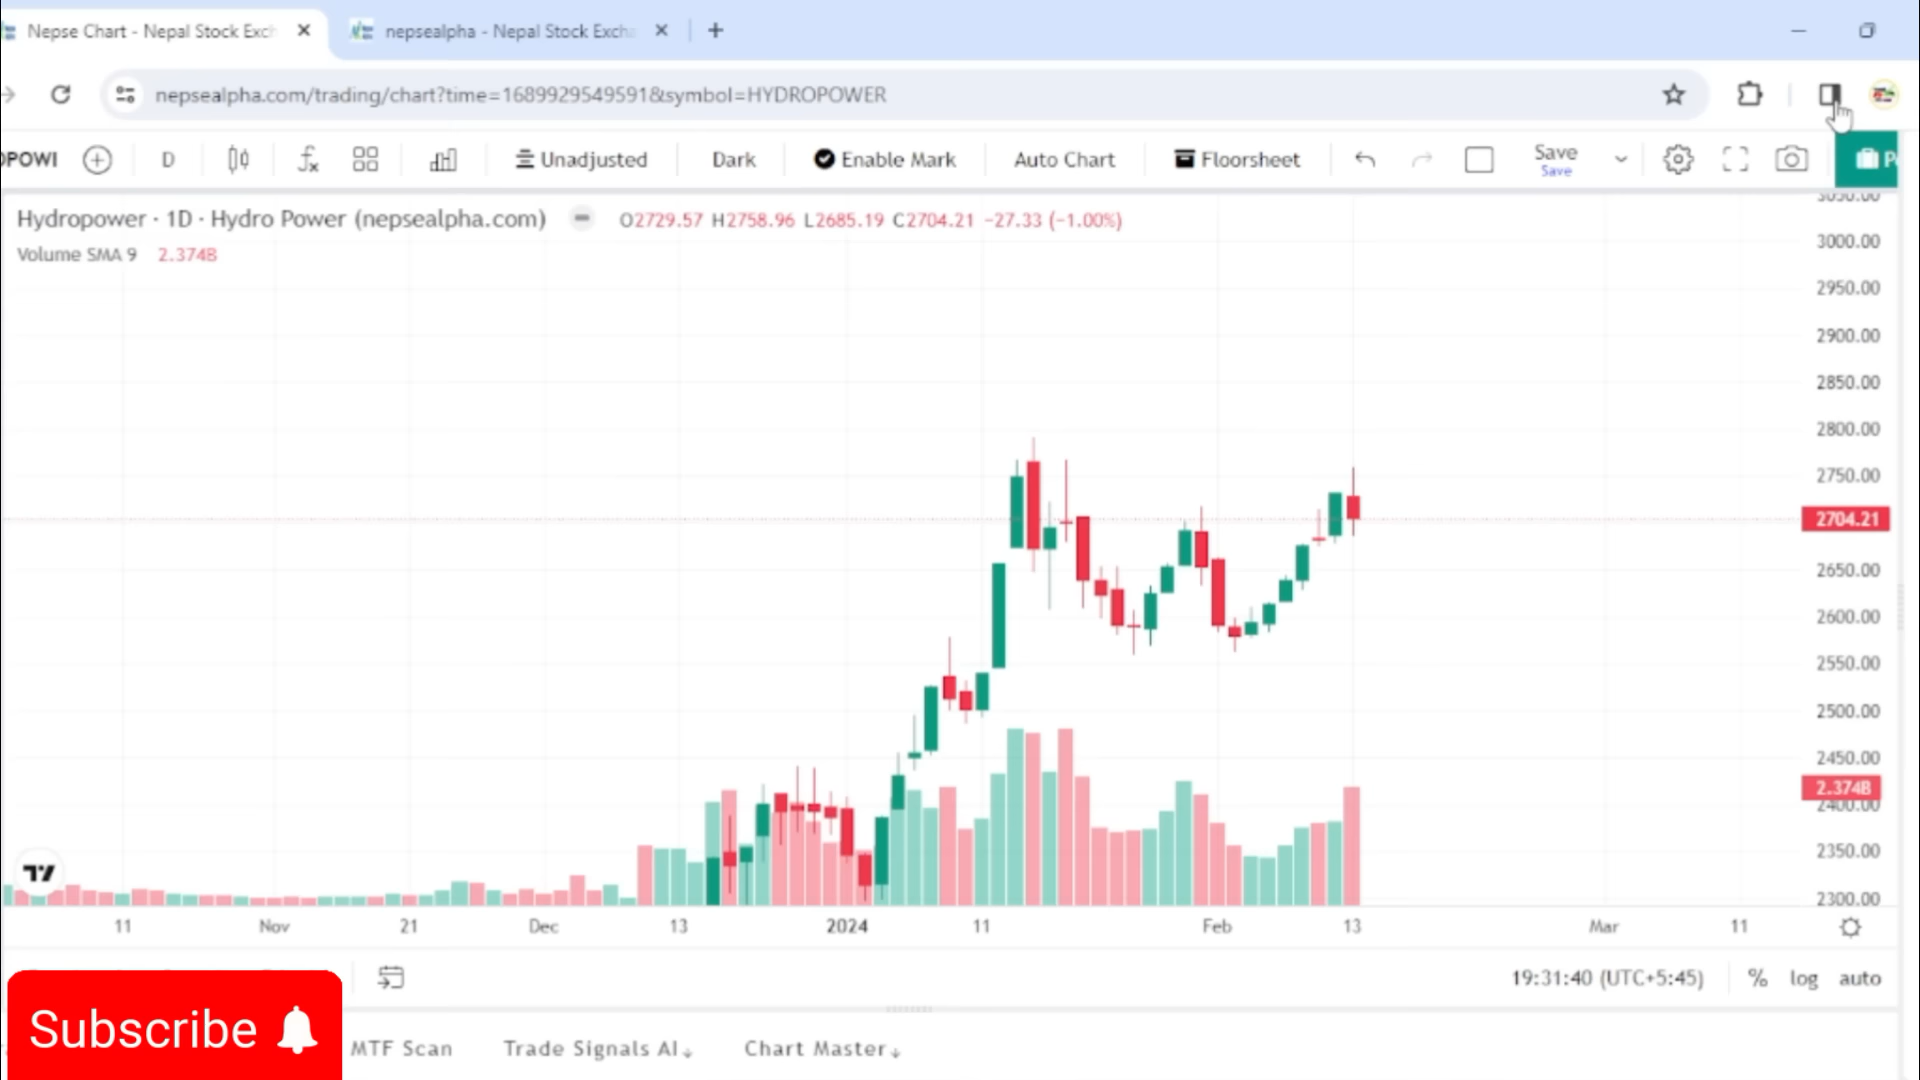 Nepse Chart - Nepal Stock Exch
nepsealpha - Nepal Stock Excha
nepsealpha.com/trading/chart?time=1689929549591&symbol=HYDROPOWER
OPOWI
D
Unadjusted
Dark
Enable Mark
Auto Chart
Floorsheet
Save
Save
Hydropower · 1D · Hydro Power (nepsealpha.com)
O2729.57 H2758.96 L2685.19 C2704.21 −27.33 (−1.00%)
Volume SMA 9 2.374B
3050.00
3000.00
2950.00
2900.00
2850.00
2800.00
2750.00
2704.21
2650.00
2600.00
2550.00
2500.00
2450.00
2.374B
2400.00
2350.00
2300.00
11 Nov 21 Dec 13 2024 11 Feb 13 Mar 11
19:31:40 (UTC+5:45) % log auto
Subscribe
MTF Scan
Trade Signals AI↓
Chart Master↓